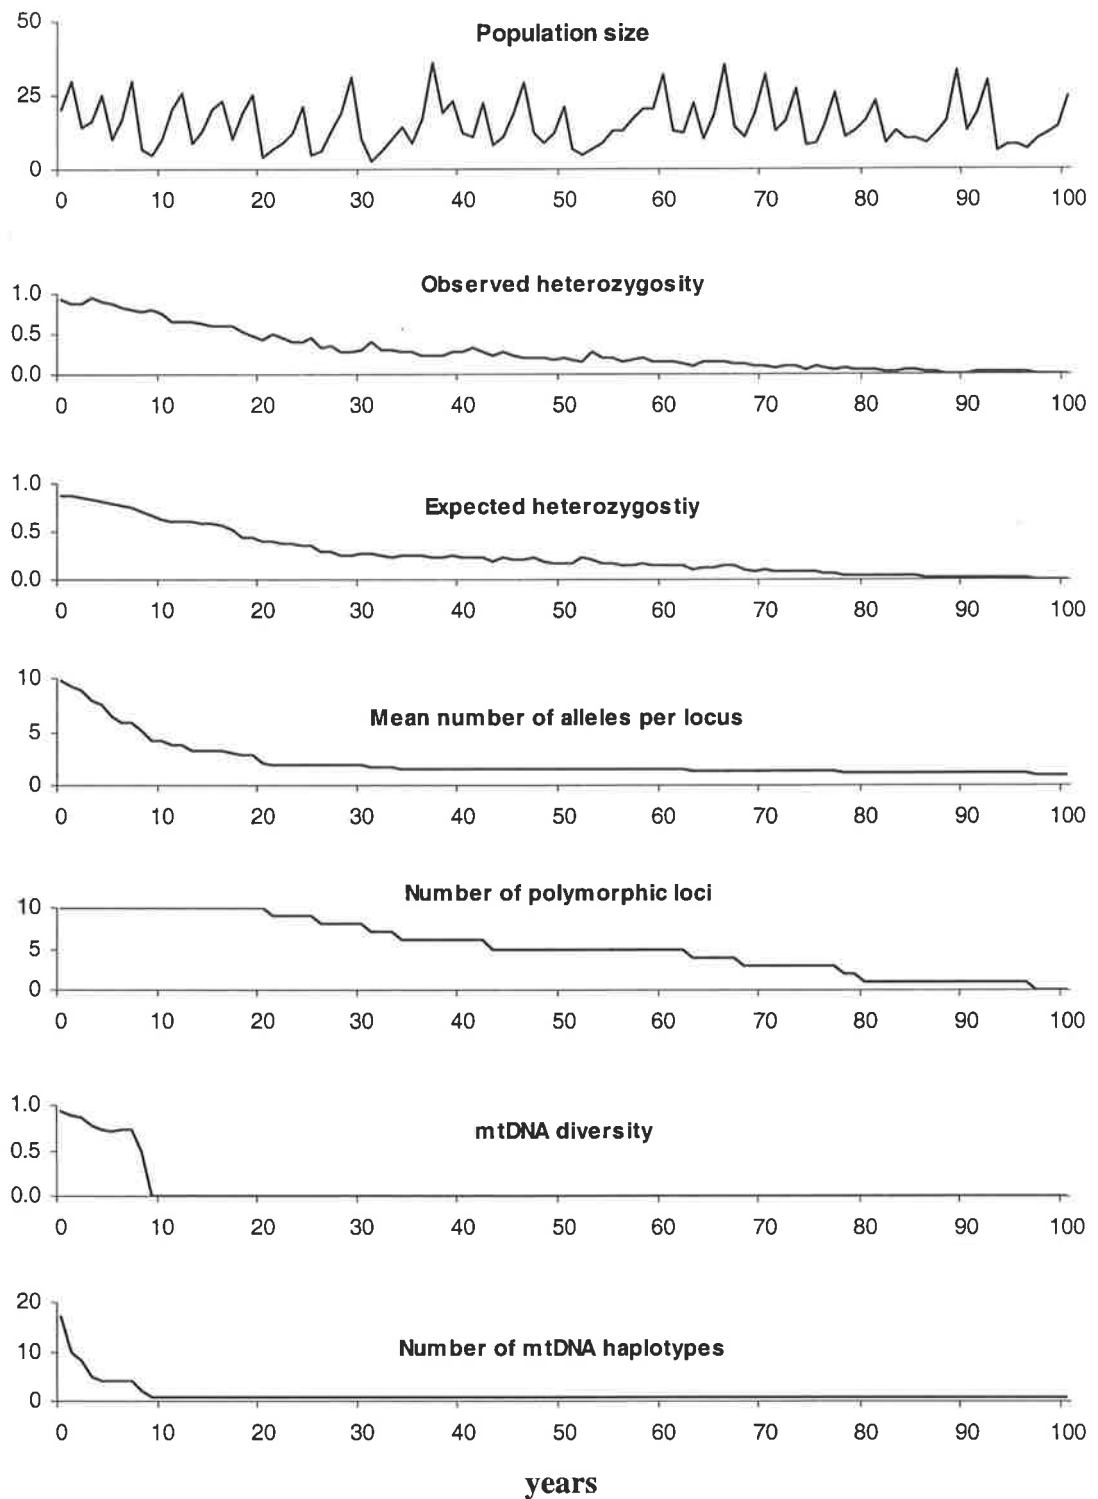 Population size
50
25
0
0 10 20 30 40 50 60 70 80 90 100
Observed heterozygosity
1.0
0.5
0.0
0 10 20 30 40 50 60 70 80 90 100
Expected heterozygostiy
1.0
0.5
0.0
0 10 20 30 40 50 60 70 80 90 100
Mean number of alleles per locus
10
5
0
0 10 20 30 40 50 60 70 80 90 100
Number of polymorphic loci
10
5
0
0 10 20 30 40 50 60 70 80 90 100
mtDNA diversity
1.0
0.5
0.0
0 10 20 30 40 50 60 70 80 90 100
Number of mtDNA haplotypes
20
10
0
0 10 20 30 40 50 60 70 80 90 100
years